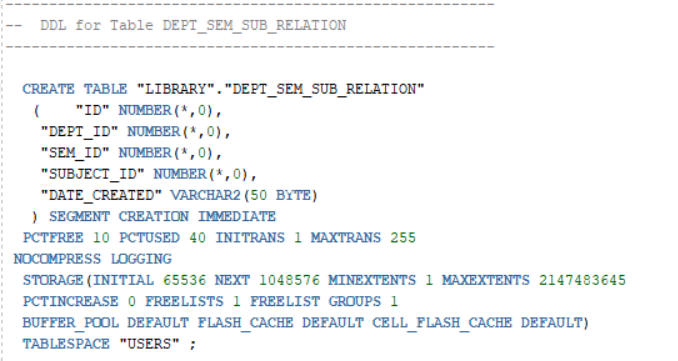 --------------------------------------------------------
--  DDL for Table DEPT_SEM_SUB_RELATION
--------------------------------------------------------
CREATE TABLE "LIBRARY"."DEPT_SEM_SUB_RELATION"
( "ID" NUMBER(*,0),
"DEPT_ID" NUMBER(*,0),
"SEM_ID" NUMBER(*,0),
"SUBJECT_ID" NUMBER(*,0),
"DATE_CREATED" VARCHAR2(50 BYTE)
) SEGMENT CREATION IMMEDIATE
PCTFREE 10 PCTUSED 40 INITRANS 1 MAXTRANS 255
NOCOMPRESS LOGGING
STORAGE(INITIAL 65536 NEXT 1048576 MINEXTENTS 1 MAXEXTENTS 2147483645
PCTINCREASE 0 FREELISTS 1 FREELIST GROUPS 1
BUFFER_POOL DEFAULT FLASH_CACHE DEFAULT CELL_FLASH_CACHE DEFAULT)
TABLESPACE "USERS" ;